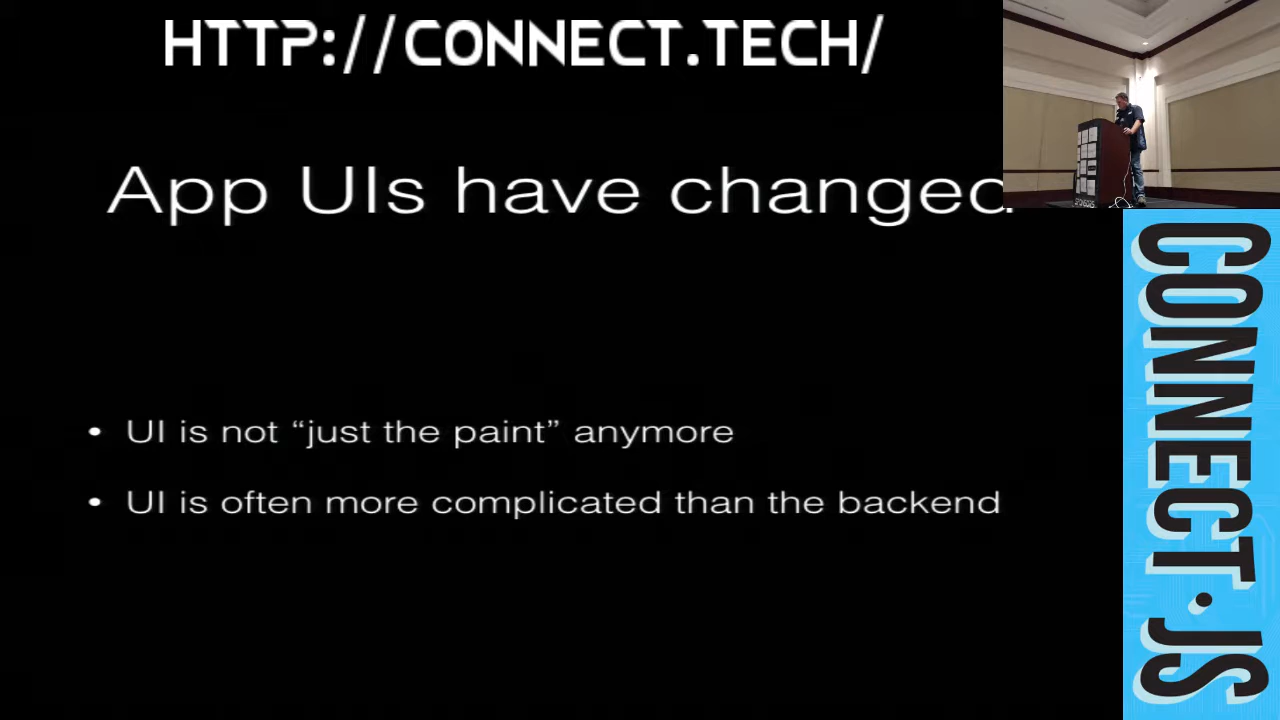 HTTP://CONNECT.TECH/
App UIs have changed
• UI is not “just the paint” anymore
• UI is often more complicated than the backend
CONNECT.JS